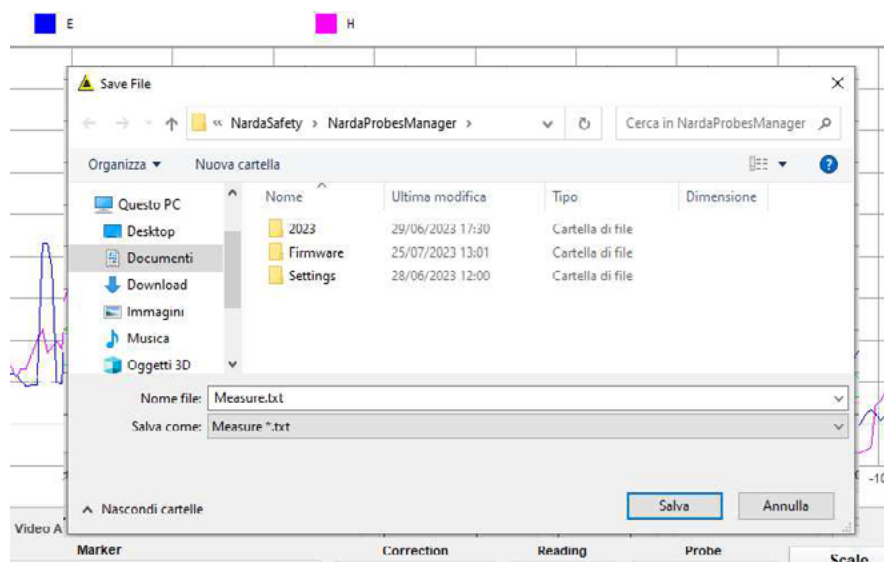 E H
Save File
« NardaSafety › NardaProbesManager › Cerca in NardaProbesManager
Organizza Nuova cartella
Questo PC
Desktop
Documenti
Download
Immagini
Musica
Oggetti 3D
Nome Ultima modifica Tipo Dimensione
2023 29/06/2023 17:30 Cartella di file
Firmware 25/07/2023 13:01 Cartella di file
Settings 28/06/2023 12:00 Cartella di file
Nome file: Measure.txt
Salva come: Measure *.txt
Nascondi cartelle Salva Annulla
Video A
Marker Correction Reading Probe Scale